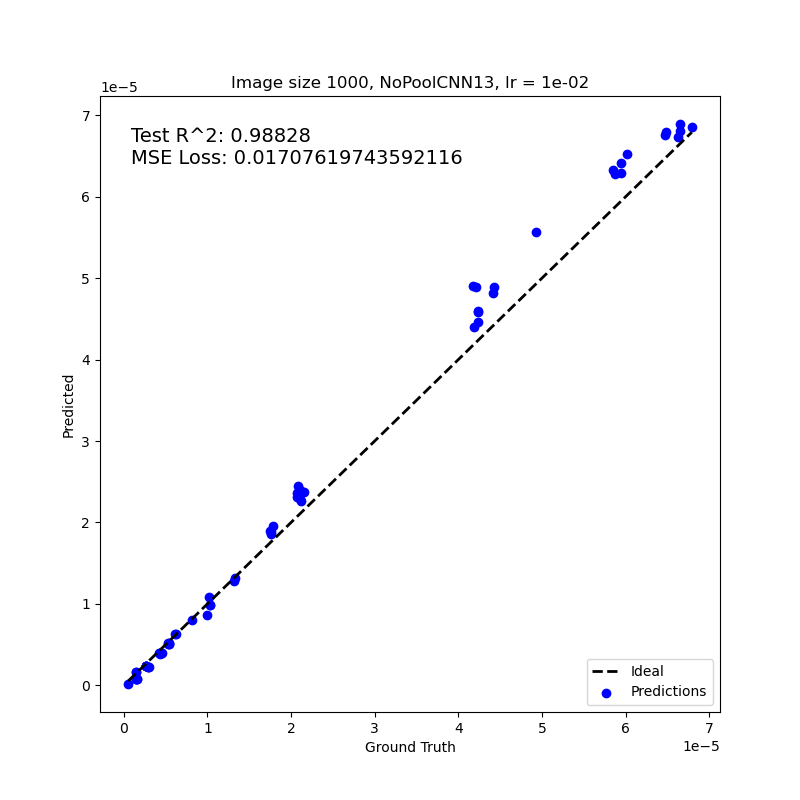 Image size 1000, NoPoolCNN13, lr = 1e-02
1e−5
Test R^2: 0.98828
MSE Loss: 0.01707619743592116
7
6
5
4
3
2
1
0
Predicted
Ideal
Predictions
0 1 2 3 4 5 6 7
1e−5
Ground Truth